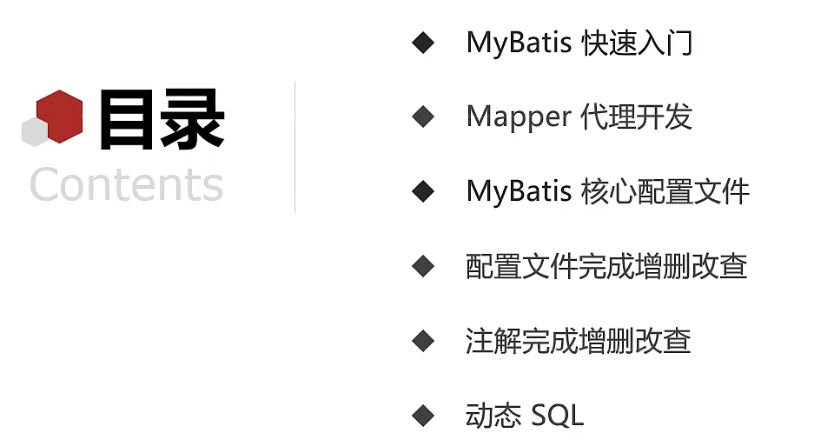 目录
Contents
MyBatis 快速入门
Mapper 代理开发
MyBatis 核心配置文件
配置文件完成增删改查
注解完成增删改查
动态 SQL